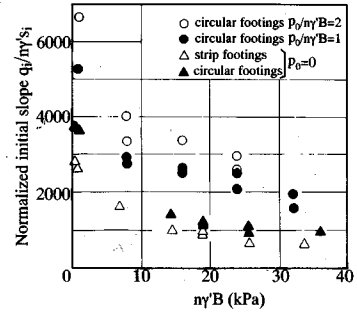 ○ circular footings p₀/nγ'B=2
● circular footings p₀/nγ'B=1
△ strip footings
▲ circular footings
} p₀=0
Normalized initial slope qᵢ/nγ'sᵢ
6000
4000
2000
0
0 10 20 30 40
nγ'B (kPa)